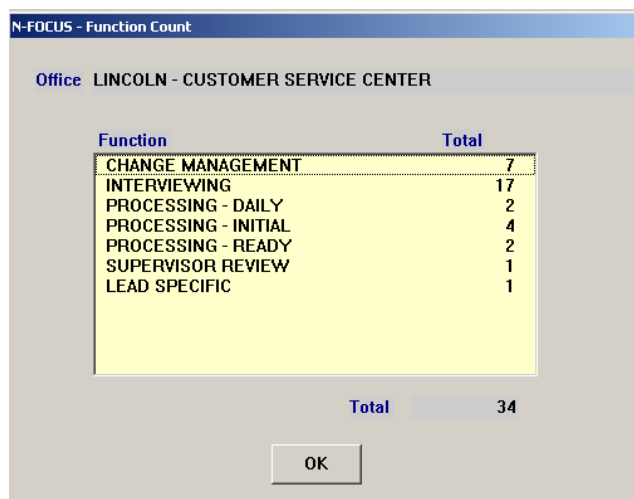 N-FOCUS - Function Count
Office LINCOLN - CUSTOMER SERVICE CENTER
Function Total
CHANGE MANAGEMENT 7
INTERVIEWING 17
PROCESSING - DAILY 2
PROCESSING - INITIAL 4
PROCESSING - READY 2
SUPERVISOR REVIEW 1
LEAD SPECIFIC 1
Total 34
OK